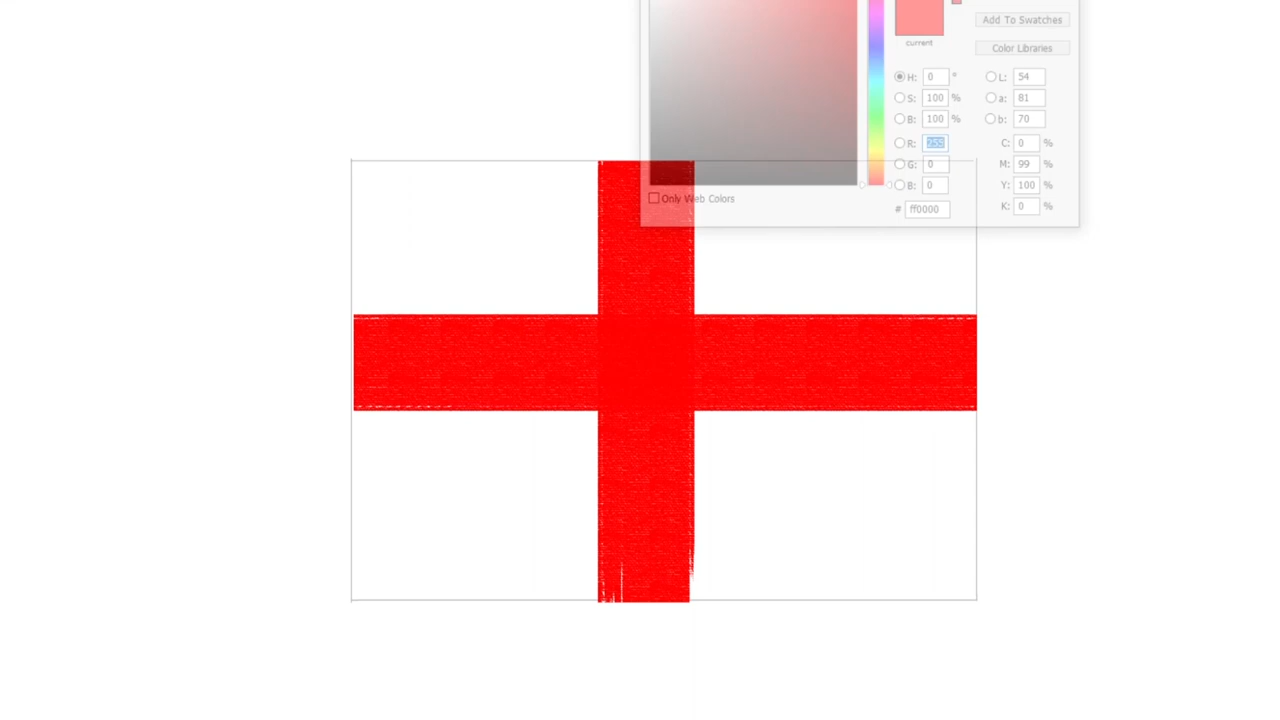 Add To Swatches
current
Color Libraries
H: 0 ° L: 54
S: 100 % a: 81
B: 100 % b: 70
R: 255 C: 0 %
G: 0 M: 99 %
B: 0 Y: 100 %
Only Web Colors
# ff0000 K: 0 %